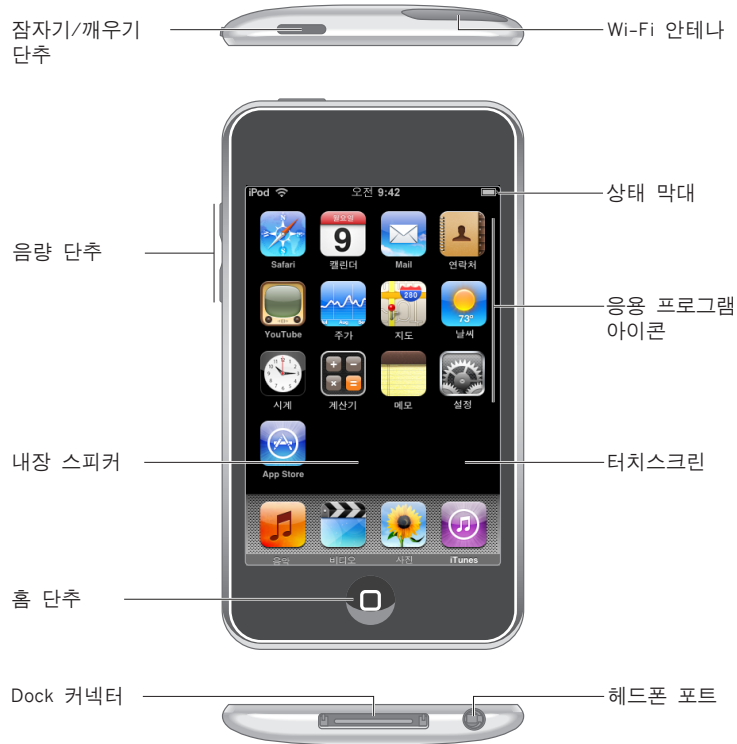 잠자기/깨우기
단추
Wi-Fi 안테나
iPod
오전 9:42
상태 막대
월요일
9
Safari
캘린더
Mail
연락처
음량 단추
280
73°
YouTube
주가
지도
날씨
응용 프로그램
아이콘
시계
계산기
메모
설정
App Store
내장 스피커
터치스크린
음악
비디오
사진
iTunes
홈 단추
Dock 커넥터
헤드폰 포트